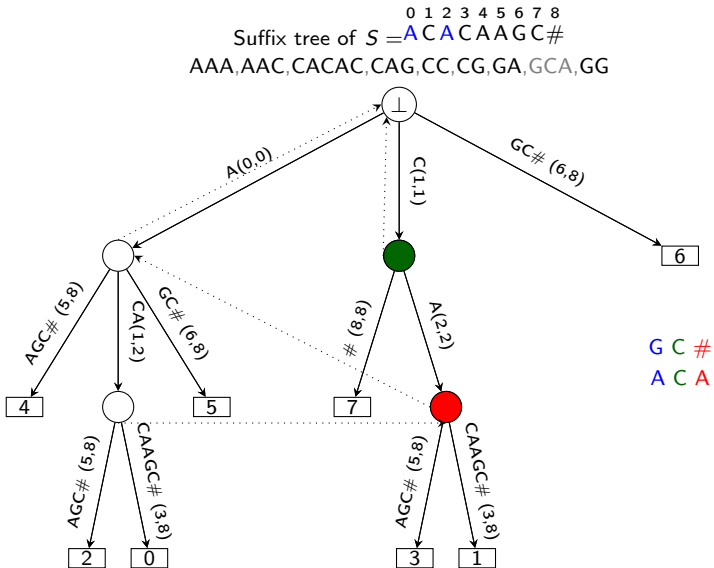 0 1 2 3 4 5 6 7 8
Suffix tree of S =ACACAAGC#
AAA,AAC,CACAC,CAG,CC,CG,GA,GCA,GG
⊥
A(0,0)
C(1,1)
GC# (6,8)
6
AGC# (5,8)
CA(1,2)
GC# (6,8)
# (8,8)
A(2,2)
G C #
A C A
4
5
7
AGC# (5,8)
CAAGC# (3,8)
AGC# (5,8)
CAAGC# (3,8)
2
0
3
1